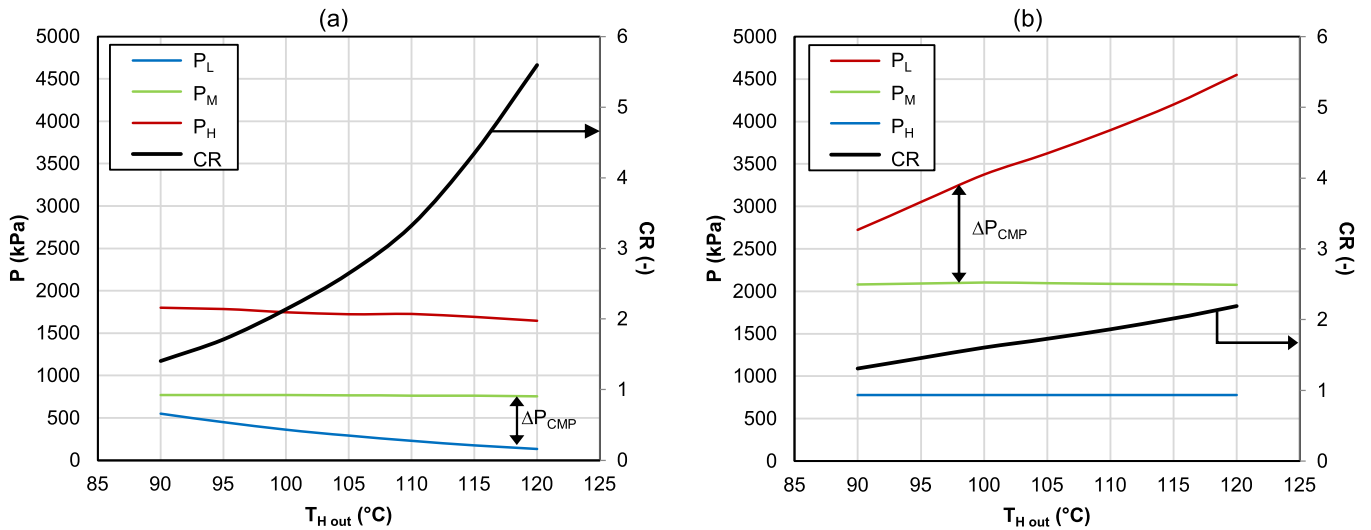 (a)
5000
4500
4000
3500
3000
2500
2000
1500
1000
500
0
P (kPa)
P_L
P_M
P_H
CR
ΔP_CMP
6
5
4
3
2
1
0
CR (-)
85 90 95 100 105 110 115 120 125
T_H out (°C)
(b)
5000
4500
4000
3500
3000
2500
2000
1500
1000
500
0
P (kPa)
P_L
P_M
P_H
CR
ΔP_CMP
6
5
4
3
2
1
0
CR (-)
85 90 95 100 105 110 115 120 125
T_H out (°C)